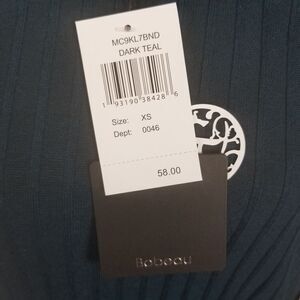 MC9KL7BND
DARK TEAL
1 93190 38428 6
Size: XS
Dept: 0046
58.00
Bobeau